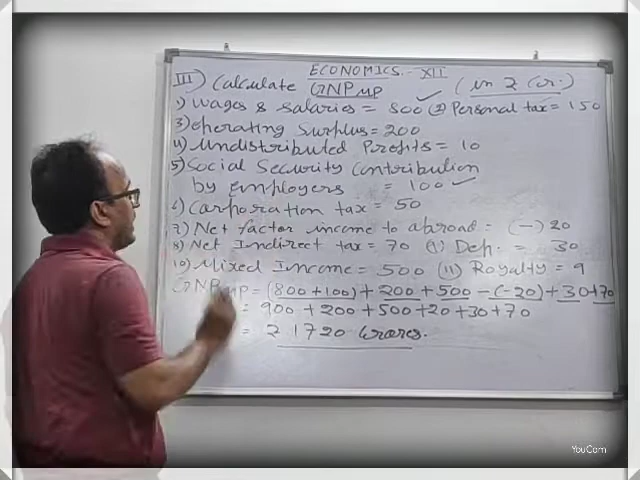 ECONOMICS - XII
III) Calculate GNP MP (in ₹ Cor.)
1) Wages & salaries = 800 ✓ (2) Personal tax = 150
3) Operating Surplus = 200
4) Undistributed Profits = 10
5) Social Security Contribution
by employers = 100 ✓
6) Corporation tax = 50
7) Net factor income to abroad = (-) 20
8) Net Indirect tax = 70 (9) Dep. = 30
10) Mixed Income = 500 (11) Royalty = 9
GNP MP = (800 + 100) + 200 + 500 - (-20) + 30 + 70
= 900 + 200 + 500 + 20 + 30 + 70
= ₹ 1720 Crores.
YouCam